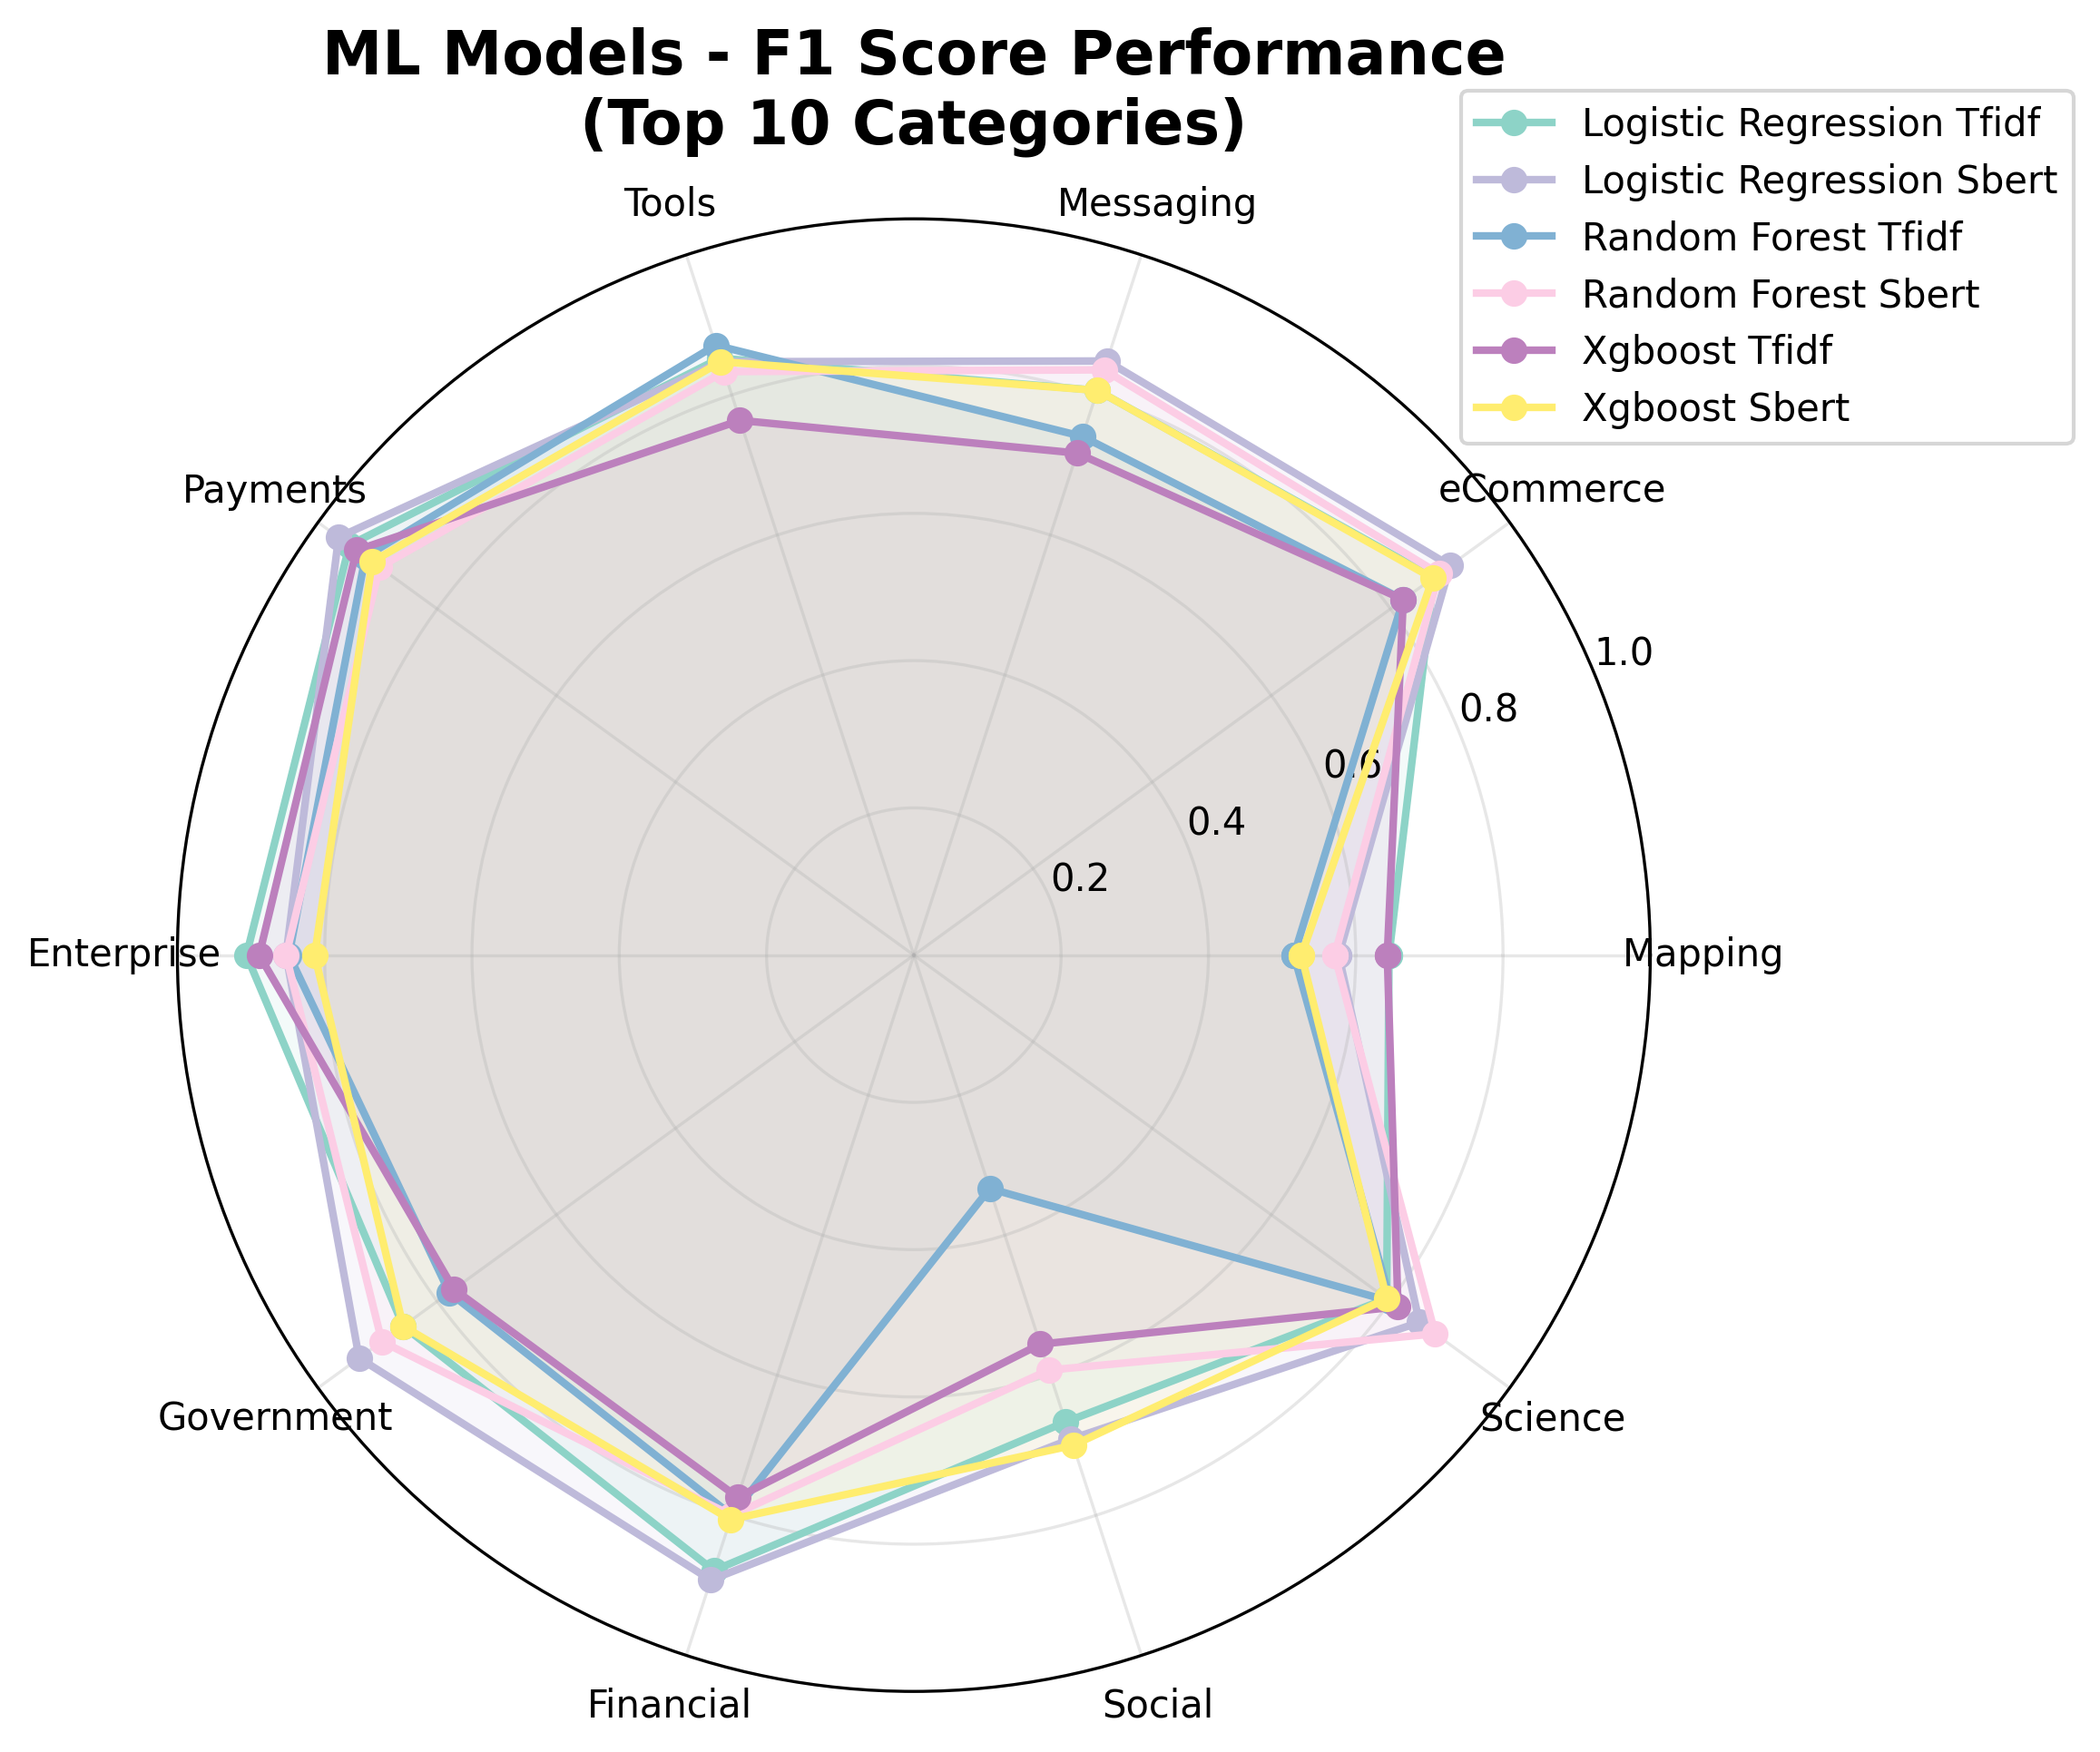 ML Models - F1 Score Performance
(Top 10 Categories)
Logistic Regression Tfidf
Logistic Regression Sbert
Random Forest Tfidf
Random Forest Sbert
Xgboost Tfidf
Xgboost Sbert
Tools
Messaging
Payments
eCommerce
1.0
0.8
0.6
0.4
0.2
Enterprise
Mapping
Government
Science
Financial
Social